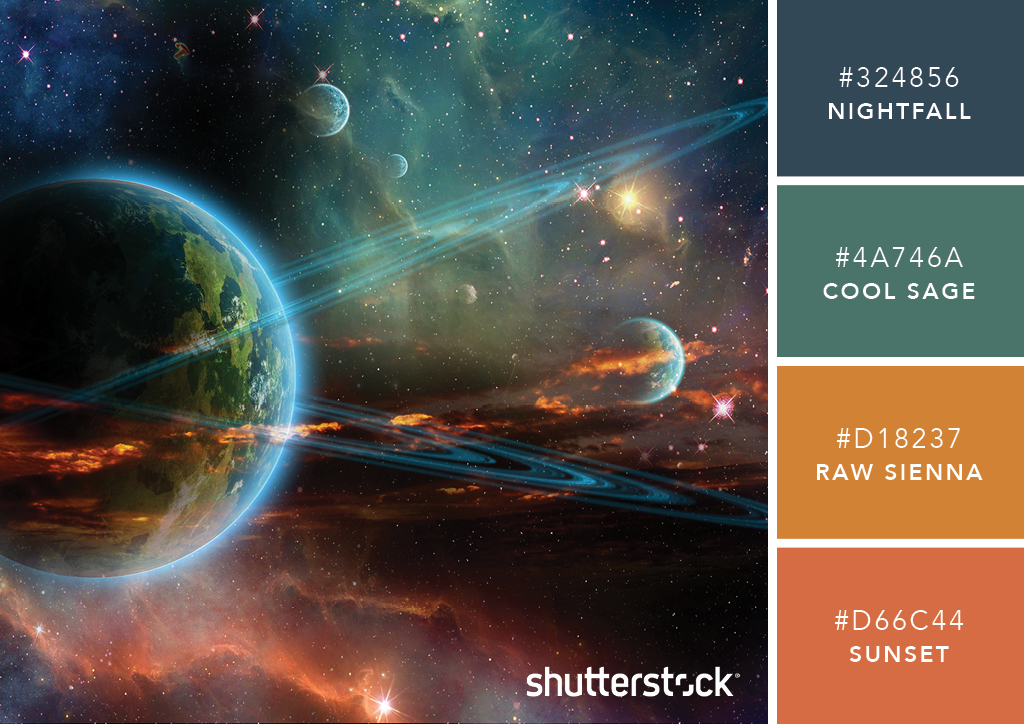 #324856
NIGHTFALL
#4A746A
COOL SAGE
#D18237
RAW SIENNA
#D66C44
SUNSET
shutterstock®